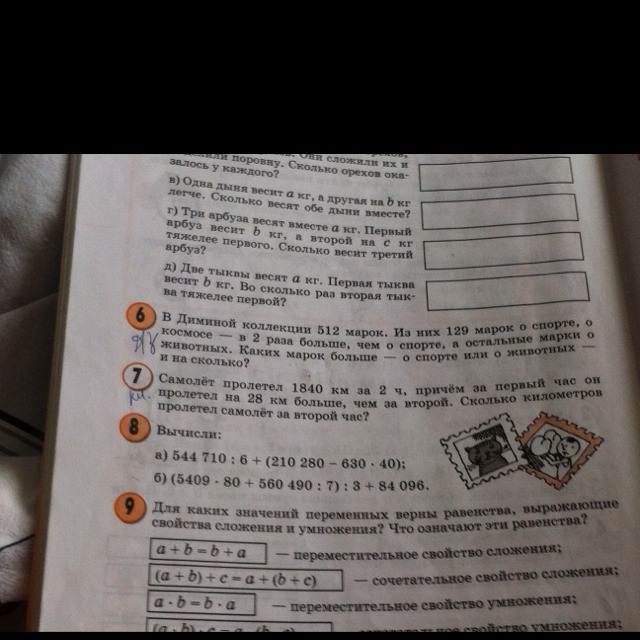 Они сложили их и
поровну. Сколько орехов ока-
залось у каждого?
в) Одна дыня весит a кг, а другая на b кг
легче. Сколько весят обе дыни вместе?
г) Три арбуза весят вместе a кг. Первый
арбуз весит b кг, а второй на c кг
тяжелее первого. Сколько весит третий
арбуз?
д) Две тыквы весят a кг. Первая тыква
весит b кг. Во сколько раз вторая тык-
ва тяжелее первой?
6 В Диминой коллекции 512 марок. Из них 129 марок о спорте, о
космосе — в 2 раза больше, чем о спорте, а остальные марки о
животных. Каких марок больше — о спорте или о животных —
и на сколько?
7 Самолёт пролетел 1840 км за 2 ч, причём за первый час он
пролетел на 28 км больше, чем за второй. Сколько километров
пролетел самолёт за второй час?
8 Вычисли:
а) 544 710 : 6 + (210 280 – 630 · 40);
б) (5409 · 80 + 560 490 : 7) : 3 + 84 096.
9 Для каких значений переменных верны равенства, выражающие
свойства сложения и умножения? Что означают эти равенства?
a + b = b + a — переместительное свойство сложения;
(a + b) + c = a + (b + c) — сочетательное свойство сложения;
a · b = b · a — переместительное свойство умножения;
(a · b) · c = a · (b · c) свойство умножения;